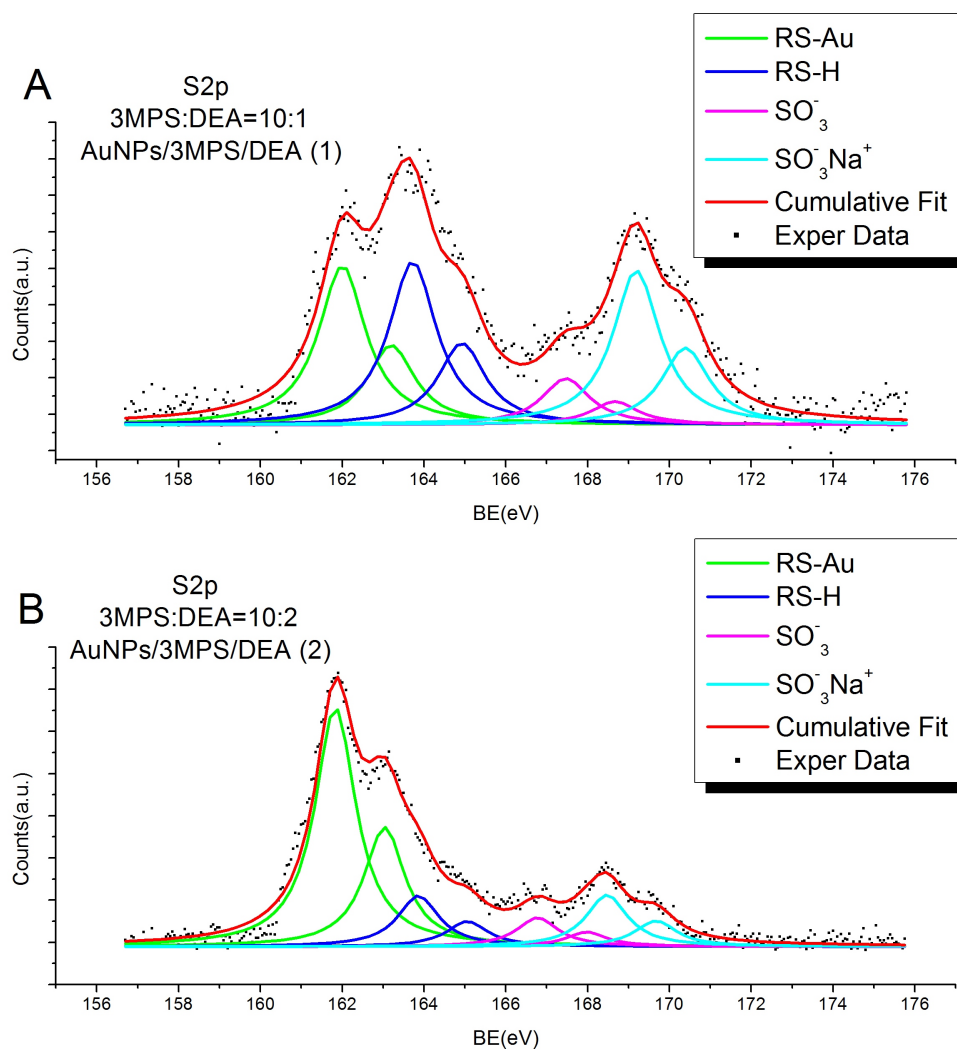 A
S2p
3MPS:DEA=10:1
AuNPs/3MPS/DEA (1)
RS-Au
RS-H
SO₃⁻
SO₃⁻Na⁺
Cumulative Fit
Exper Data
Counts(a.u.)
156 158 160 162 164 166 168 170 172 174 176
BE(eV)
B
S2p
3MPS:DEA=10:2
AuNPs/3MPS/DEA (2)
RS-Au
RS-H
SO₃⁻
SO₃⁻Na⁺
Cumulative Fit
Exper Data
Counts(a.u.)
156 158 160 162 164 166 168 170 172 174 176
BE(eV)